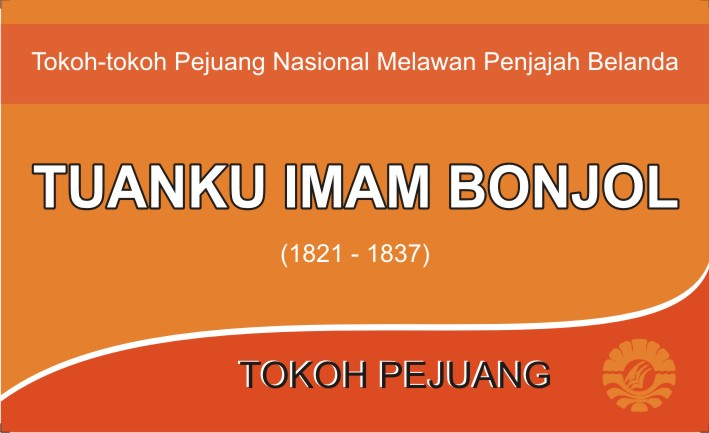 Tokoh-tokoh Pejuang Nasional Melawan Penjajah Belanda
TUANKU IMAM BONJOL
(1821 - 1837)
TOKOH PEJUANG